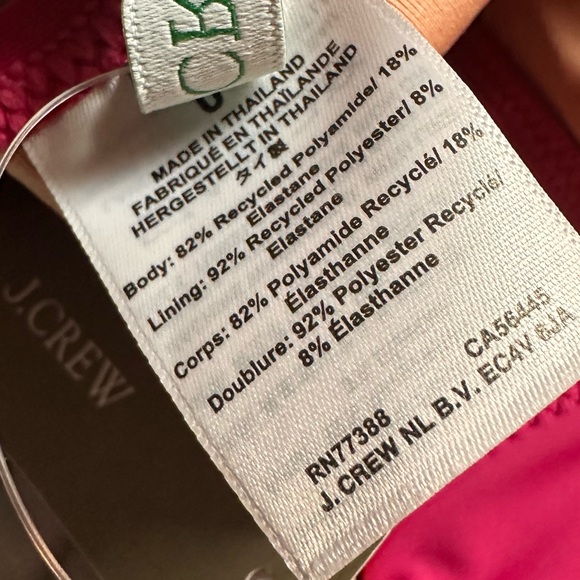 CR
0
MADE IN THAILAND
FABRIQUÉ EN THAÏLANDE
HERGESTELLT IN THAILAND
タイ製
Body: 82% Recycled Polyamide/ 18%
Elastane
Lining: 92% Recycled Polyester/ 8%
Elastane
Corps: 82% Polyamide Recyclé/ 18%
Élasthanne
Doublure: 92% Polyester Recyclé/
8% Élasthanne
CA56445
RN77388
J. CREW NL B.V. ECAV 6JA
J.CREW